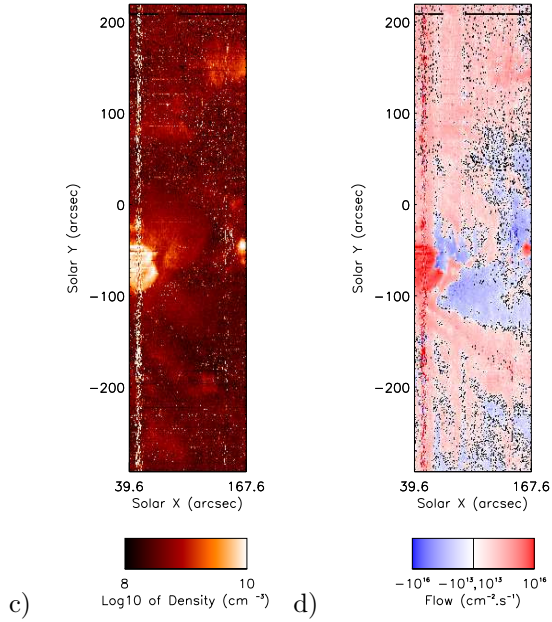 200
100
0
−100
−200
Solar Y (arcsec)
39.6 167.6
Solar X (arcsec)
8 10
Log10 of Density (cm ⁻³)
c)
200
100
0
−100
−200
Solar Y (arcsec)
39.6 167.6
Solar X (arcsec)
−10¹⁶ −10¹³,10¹³ 10¹⁶
Flow (cm⁻².s⁻¹)
d)